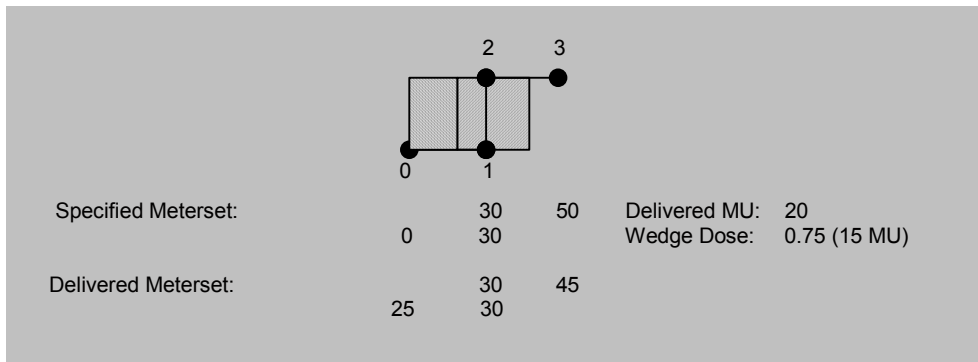 2 3
0 1
Specified Meterset: 30 50 Delivered MU: 20
0 30 Wedge Dose: 0.75 (15 MU)
Delivered Meterset: 30 45
25 30